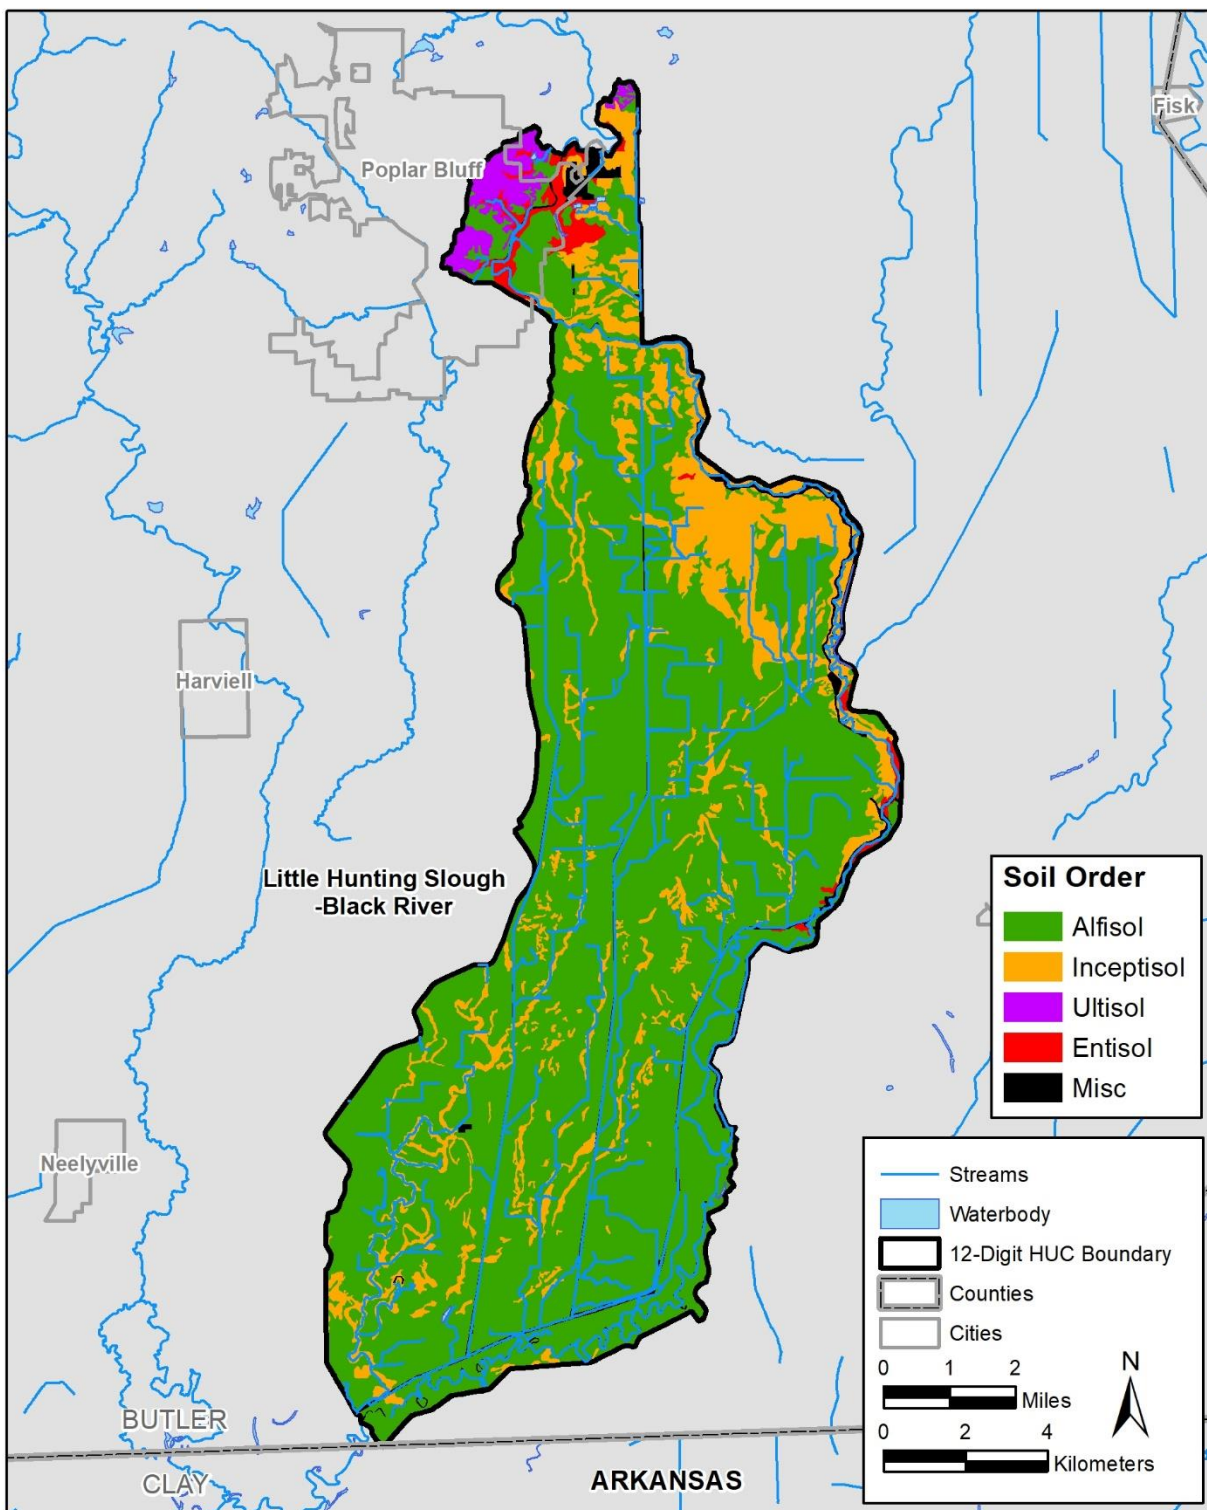 Fisk
Poplar Bluff
Harviell
Little Hunting Slough
-Black River
Neelyville
BUTLER
CLAY
ARKANSAS
Soil Order
Alfisol
Inceptisol
Ultisol
Entisol
Misc
Streams
Waterbody
12-Digit HUC Boundary
Counties
Cities
0 1 2
Miles
0 2 4
Kilometers
N